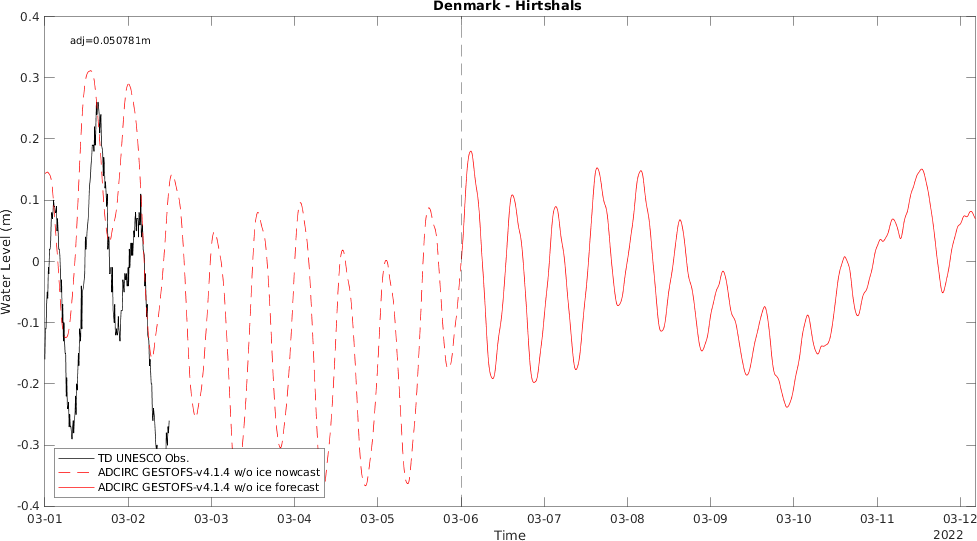 Denmark - Hirtshals
adj=0.050781m
Water Level (m)
0.4
0.3
0.2
0.1
0
-0.1
-0.2
-0.3
-0.4
TD UNESCO Obs.
ADCIRC GESTOFS-v4.1.4 w/o ice nowcast
ADCIRC GESTOFS-v4.1.4 w/o ice forecast
03-01 03-02 03-03 03-04 03-05 03-06 03-07 03-08 03-09 03-10 03-11 03-12
Time
2022